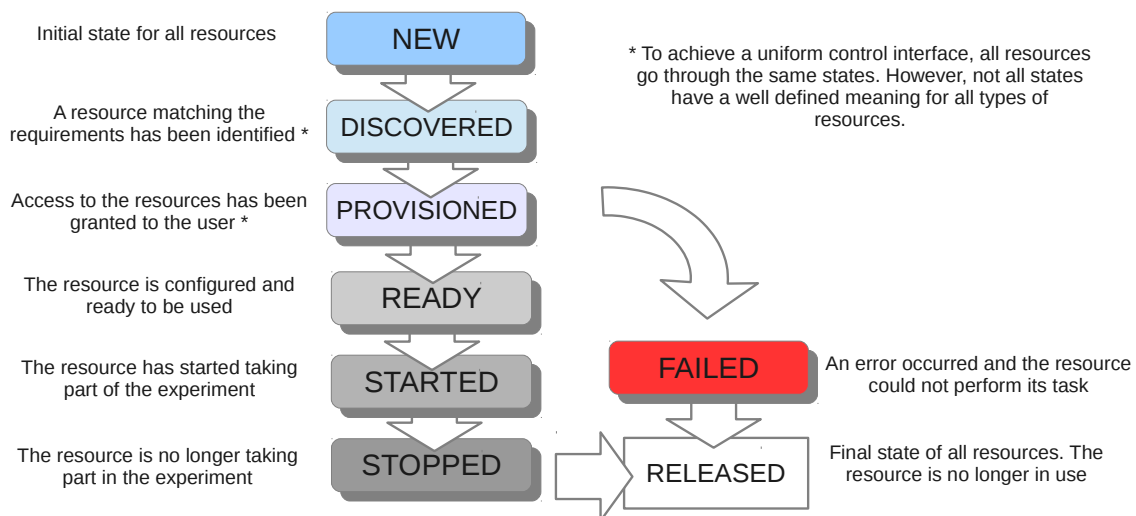 Initial state for all resources
NEW
* To achieve a uniform control interface, all resources
go through the same states. However, not all states
have a well defined meaning for all types of
resources.
A resource matching the
requirements has been identified *
DISCOVERED
Access to the resources has been
granted to the user *
PROVISIONED
The resource is configured and
ready to be used
READY
The resource has started taking
part of the experiment
STARTED
FAILED
An error occurred and the resource
could not perform its task
The resource is no longer taking
part in the experiment
STOPPED
RELEASED
Final state of all resources. The
resource is no longer in use